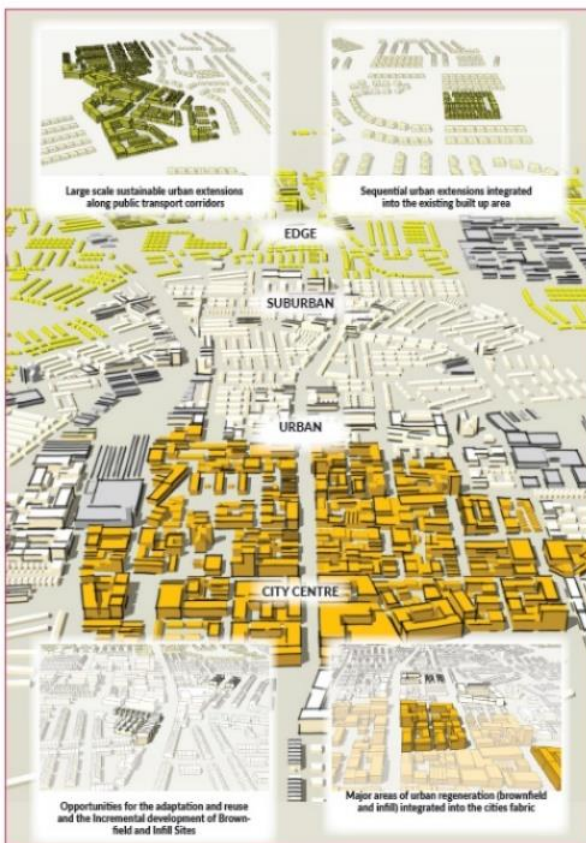 Large scale sustainable urban extensions
along public transport corridors
Sequential urban extensions integrated
into the existing built up area
EDGE
SUBURBAN
URBAN
CITY CENTRE
Opportunities for the adaptation and reuse
and the Incremental development of Brown-
field and Infill Sites
Major areas of urban regeneration (brownfield
and infill) integrated into the cities fabric